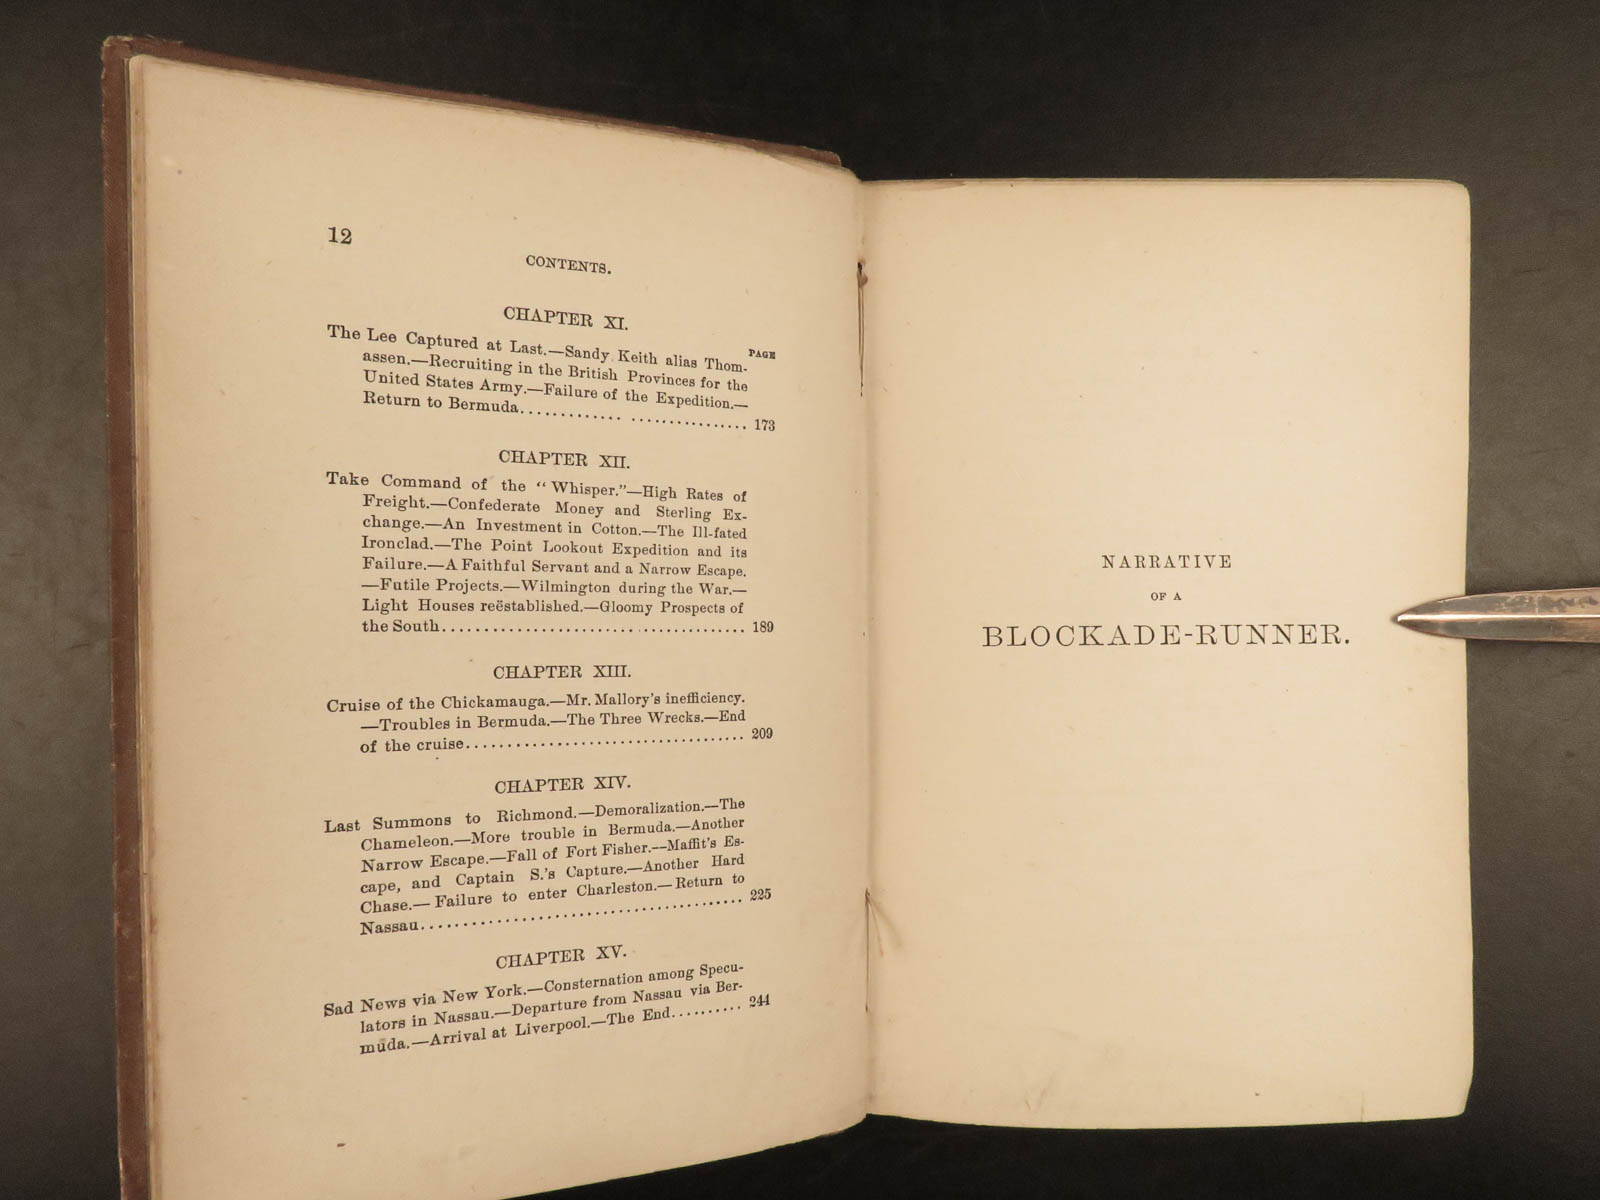 12
CONTENTS.
CHAPTER XI.
PAGE
The Lee Captured at Last.—Sandy Keith alias Thom-
assen.—Recruiting in the British Provinces for the
United States Army.—Failure of the Expedition.—
Return to Bermuda............. ................ 173
CHAPTER XII.
Take Command of the “Whisper.”—High Rates of
Freight.—Confederate Money and Sterling Ex-
change.—An Investment in Cotton.—The Ill-fated
Ironclad.—The Point Lookout Expedition and its
Failure.—A Faithful Servant and a Narrow Escape.
—Futile Projects.—Wilmington during the War.—
Light Houses reëstablished.—Gloomy Prospects of
the South.................................... 189
CHAPTER XIII.
Cruise of the Chickamauga.—Mr. Mallory's inefficiency.
—Troubles in Bermuda.—The Three Wrecks.—End
of the cruise.................................. 209
CHAPTER XIV.
Last Summons to Richmond.—Demoralization.—The
Chameleon.—More trouble in Bermuda.—Another
Narrow Escape.—Fall of Fort Fisher.—Maffit's Es-
cape, and Captain S.'s Capture.—Another Hard
Chase.—Failure to enter Charleston.—Return to
Nassau....................................... 225
CHAPTER XV.
Sad News via New York.—Consternation among Specu-
lators in Nassau.—Departure from Nassau via Ber-
muda.—Arrival at Liverpool.—The End.......... 244
NARRATIVE
OF A
BLOCKADE-RUNNER.